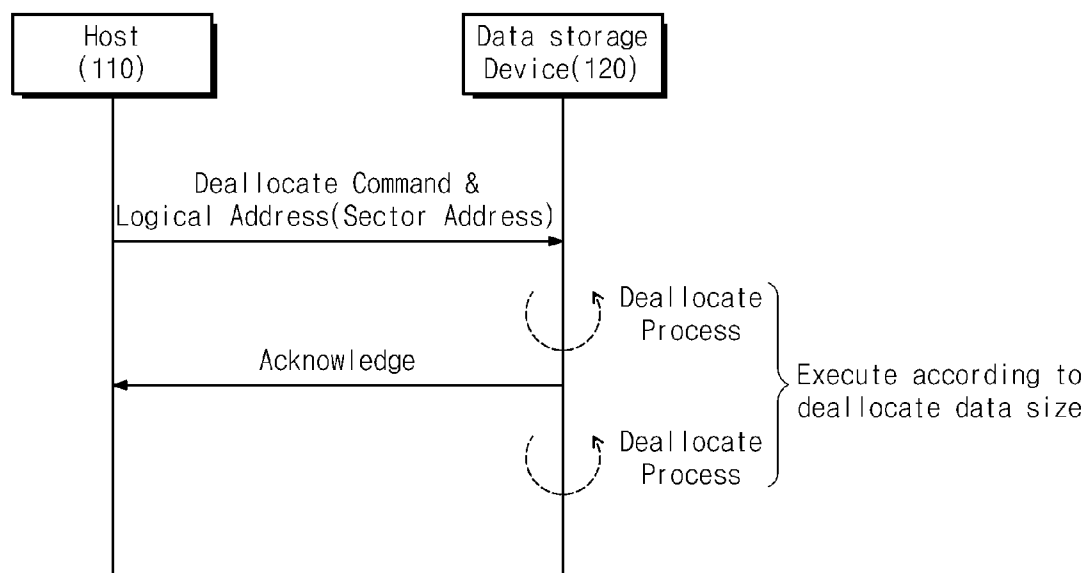 Host
(110)
Data storage
Device(120)
Deallocate Command &
Logical Address(Sector Address)
Deallocate
Process
Acknowledge
Execute according to
deallocate data size
Deallocate
Process